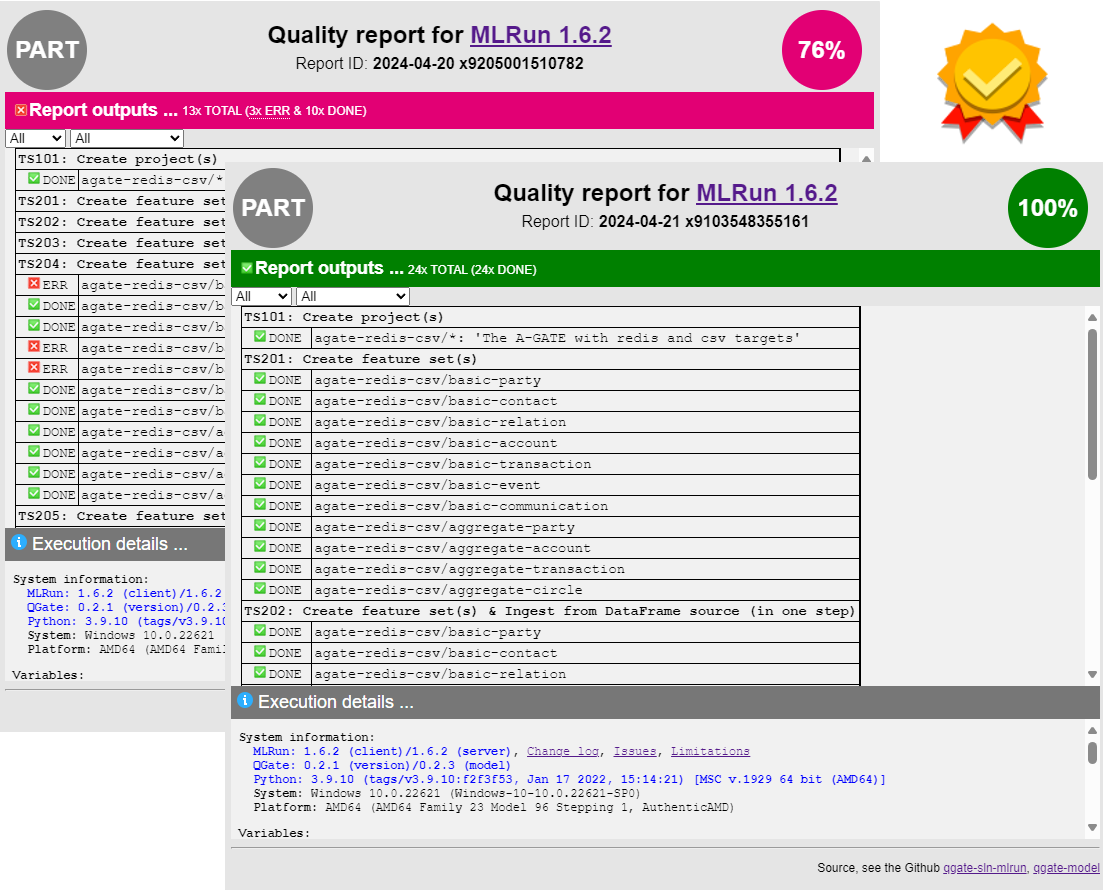 PART
Quality report for MLRun 1.6.2
Report ID: 2024-04-20 x9205001510782
76%
Report outputs ... 13x TOTAL (3x ERR & 10x DONE)
All All
TS101: Create project(s)
DONE agate-redis-csv/*
TS201: Create feature set
TS202: Create feature set
TS203: Create feature set
TS204: Create feature set
ERR agate-redis-csv/b
DONE agate-redis-csv/b
DONE agate-redis-csv/b
ERR agate-redis-csv/b
ERR agate-redis-csv/b
DONE agate-redis-csv/b
DONE agate-redis-csv/b
DONE agate-redis-csv/a
DONE agate-redis-csv/a
DONE agate-redis-csv/a
DONE agate-redis-csv/a
TS205: Create feature set
Execution details ...
System information:
MLRun: 1.6.2 (client)/1.6.2
QGate: 0.2.1 (version)/0.2.3
Python: 3.9.10 (tags/v3.9.10
System: Windows 10.0.22621
Platform: AMD64 (AMD64 Famil
Variables:
PART
Quality report for MLRun 1.6.2
Report ID: 2024-04-21 x9103548355161
100%
Report outputs ... 24x TOTAL (24x DONE)
All All
TS101: Create project(s)
DONE agate-redis-csv/*: 'The A-GATE with redis and csv targets'
TS201: Create feature set(s)
DONE agate-redis-csv/basic-party
DONE agate-redis-csv/basic-contact
DONE agate-redis-csv/basic-relation
DONE agate-redis-csv/basic-account
DONE agate-redis-csv/basic-transaction
DONE agate-redis-csv/basic-event
DONE agate-redis-csv/basic-communication
DONE agate-redis-csv/aggregate-party
DONE agate-redis-csv/aggregate-account
DONE agate-redis-csv/aggregate-transaction
DONE agate-redis-csv/aggregate-circle
TS202: Create feature set(s) & Ingest from DataFrame source (in one step)
DONE agate-redis-csv/basic-party
DONE agate-redis-csv/basic-contact
DONE agate-redis-csv/basic-relation
Execution details ...
System information:
MLRun: 1.6.2 (client)/1.6.2 (server), Change log, Issues, Limitations
QGate: 0.2.1 (version)/0.2.3 (model)
Python: 3.9.10 (tags/v3.9.10:f2f3f53, Jan 17 2022, 15:14:21) [MSC v.1929 64 bit (AMD64)]
System: Windows 10.0.22621 (Windows-10-10.0.22621-SP0)
Platform: AMD64 (AMD64 Family 23 Model 96 Stepping 1, AuthenticAMD)
Variables:
Source, see the Github qgate-sln-mlrun, qgate-model